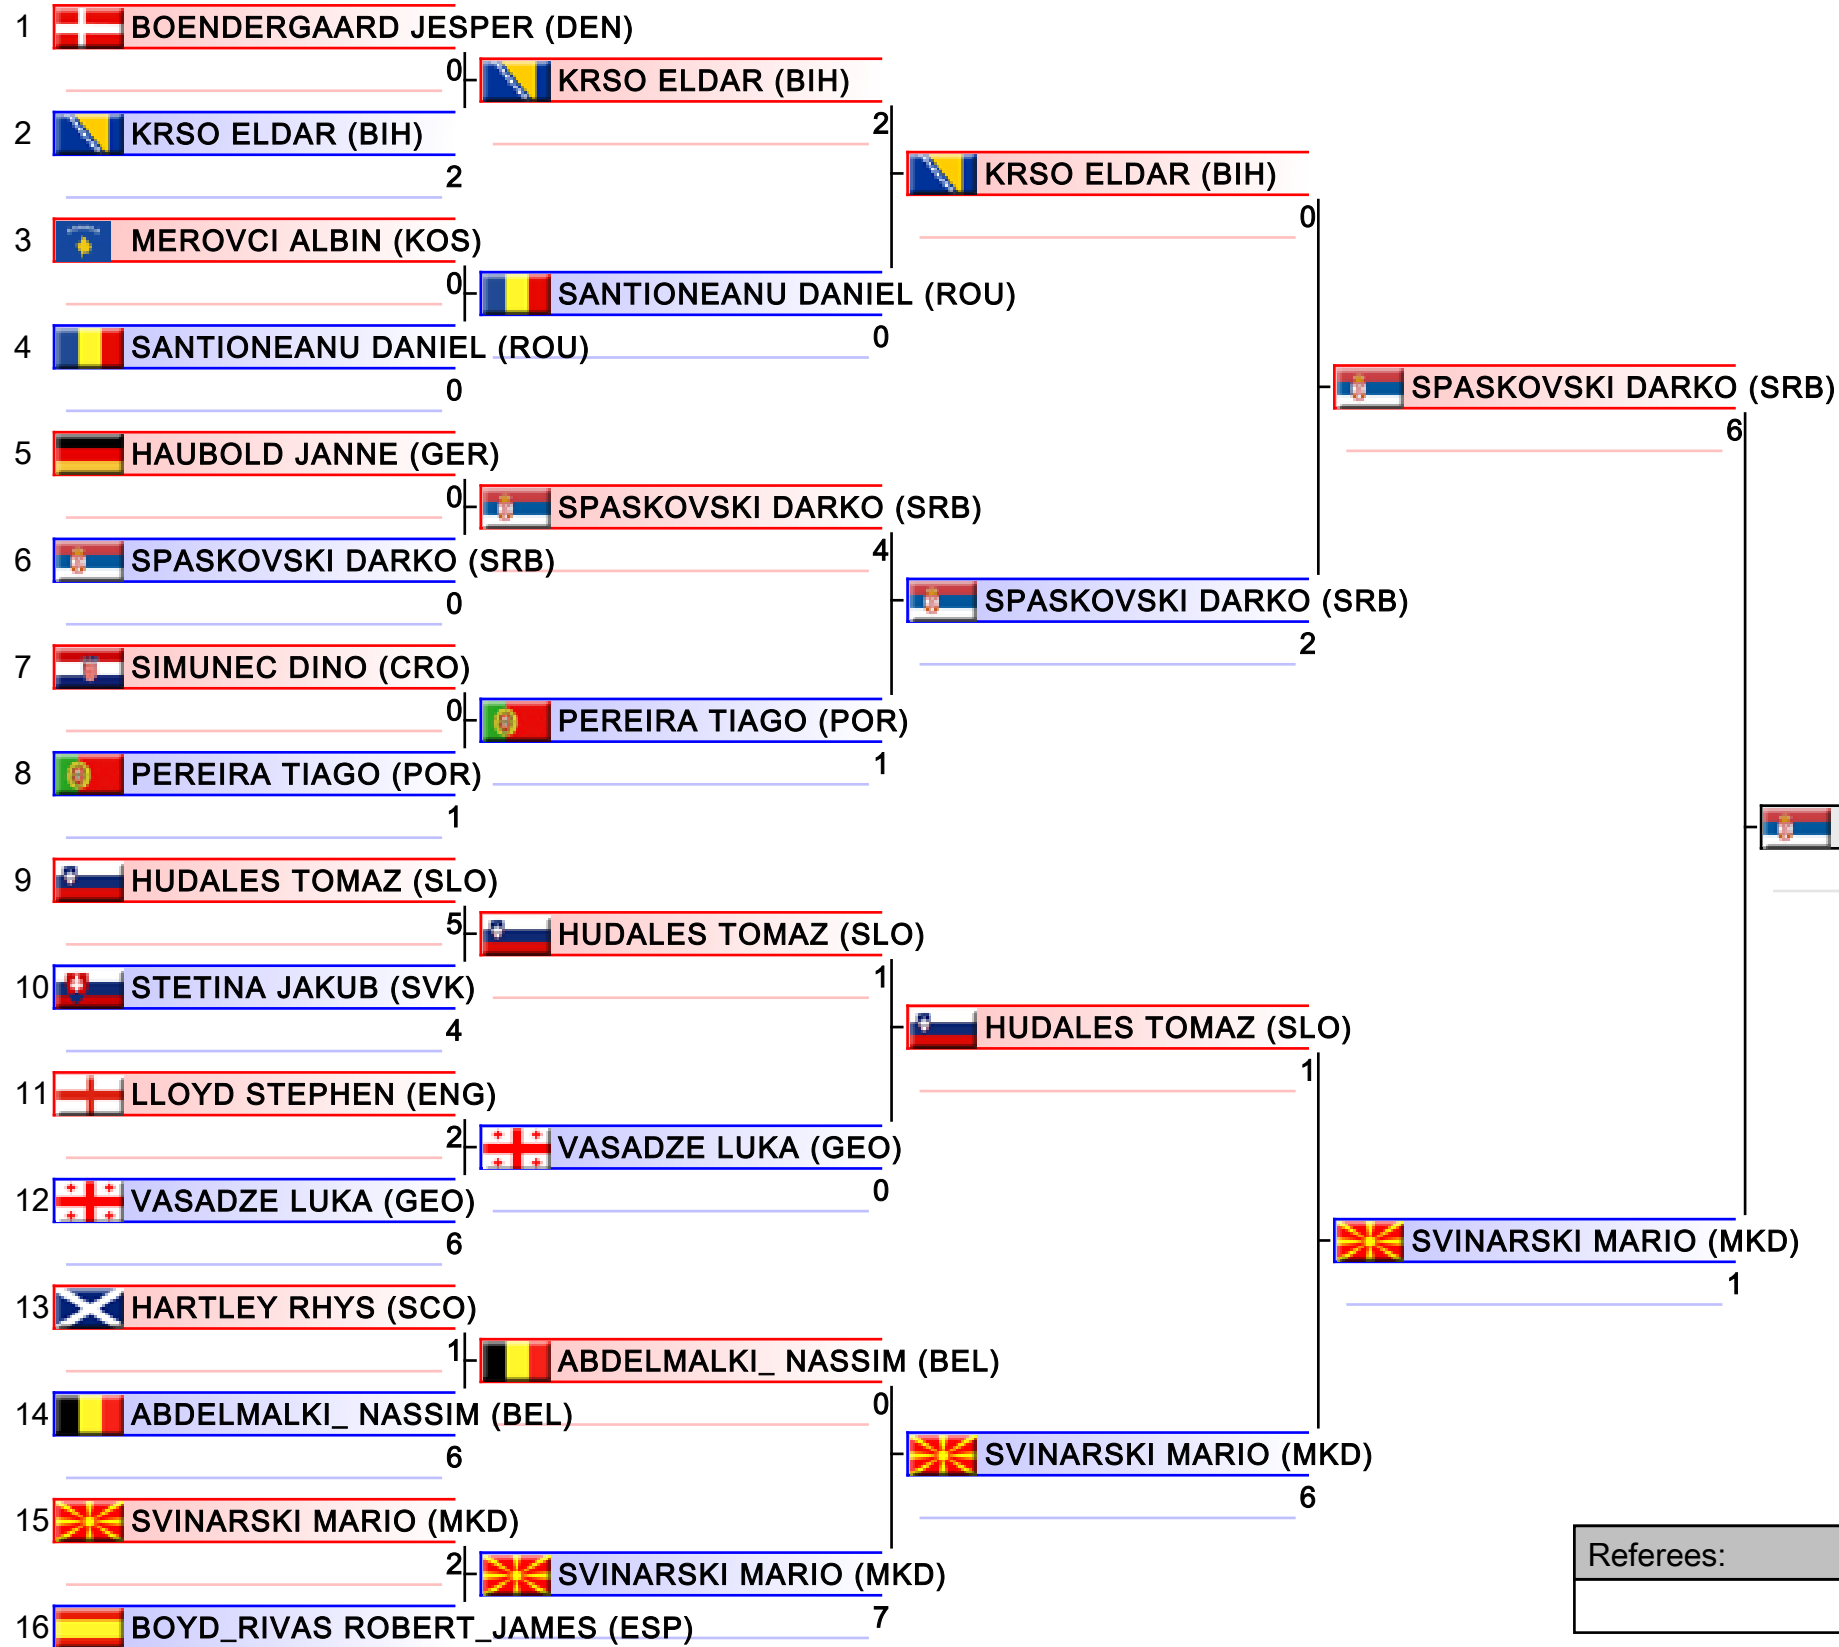 1 BOENDERGAARD JESPER (DEN)
0 KRSO ELDAR (BIH)
2
2 KRSO ELDAR (BIH)
2
KRSO ELDAR (BIH)
0
3 MEROVCI ALBIN (KOS)
0 SANTIONEANU DANIEL (ROU)
0
4 SANTIONEANU DANIEL (ROU)
0
SPASKOVSKI DARKO (SRB)
6
5 HAUBOLD JANNE (GER)
0 SPASKOVSKI DARKO (SRB)
4
6 SPASKOVSKI DARKO (SRB)
0
SPASKOVSKI DARKO (SRB)
2
7 SIMUNEC DINO (CRO)
0 PEREIRA TIAGO (POR)
1
8 PEREIRA TIAGO (POR)
1
9 HUDALES TOMAZ (SLO)
5 HUDALES TOMAZ (SLO)
1
10 STETINA JAKUB (SVK)
4
HUDALES TOMAZ (SLO)
1
11 LLOYD STEPHEN (ENG)
2 VASADZE LUKA (GEO)
0
12 VASADZE LUKA (GEO)
6
SVINARSKI MARIO (MKD)
1
13 HARTLEY RHYS (SCO)
1 ABDELMALKI_ NASSIM (BEL)
0
14 ABDELMALKI_ NASSIM (BEL)
6
SVINARSKI MARIO (MKD)
6
15 SVINARSKI MARIO (MKD)
2 SVINARSKI MARIO (MKD)
7
16 BOYD_RIVAS ROBERT_JAMES (ESP)
Referees: